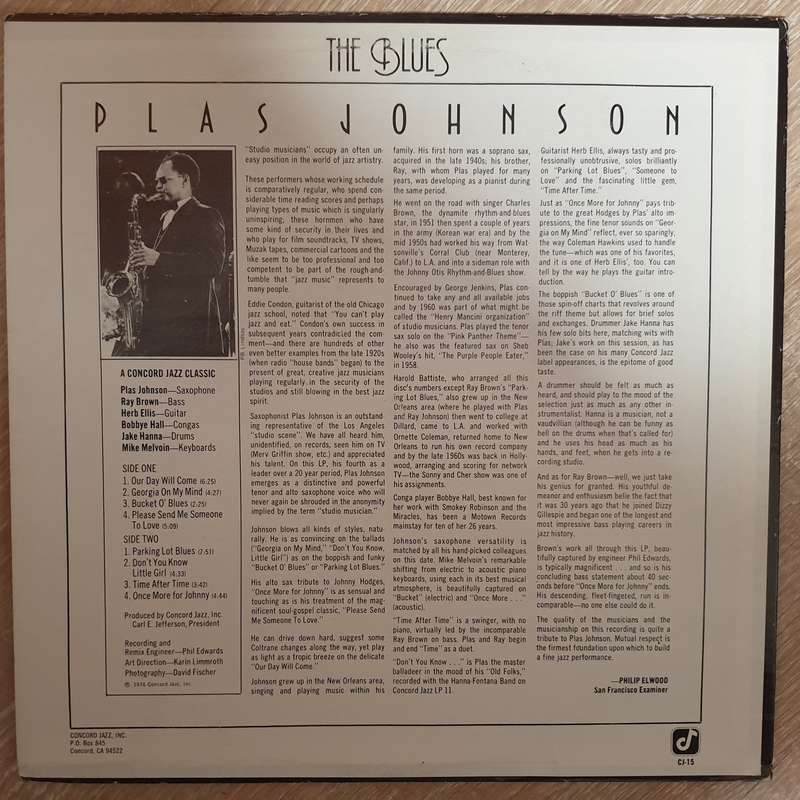 THE BLUES
PLAS JOHNSON
A CONCORD JAZZ CLASSIC
Plas Johnson—Saxophone
Ray Brown—Bass
Herb Ellis—Guitar
Bobbye Hall—Congas
Jake Hanna—Drums
Mike Melvoin—Keyboards
SIDE ONE
1. Our Day Will Come (6:25)
2. Georgia On My Mind (4:27)
3. Bucket O' Blues (2:25)
4. Please Send Me Someone
To Love (5:09)
SIDE TWO
1. Parking Lot Blues (7:51)
2. Don't You Know
Little Girl (4:33)
3. Time After Time (3:42)
4. Once More for Johnny (4:44)
Produced by Concord Jazz, Inc.
Carl E. Jefferson, President
Recording and
Remix Engineer—Phil Edwards
Art Direction—Karin Limmroth
Photography—David Fischer
℗ 1976 Concord Jazz, Inc.
"Studio musicians" occupy an often un-
easy position in the world of jazz artistry.
These performers whose working schedule
is comparatively regular, who spend con-
siderable time reading scores and perhaps
playing types of music which is singularly
uninspiring; these hornmen who have
some kind of security in their lives and
who play for film soundtracks, TV shows,
Muzak tapes, commercial cartoons and the
like seem to be too professional and too
competent to be part of the rough-and-
tumble that "jazz music" represents to
many people.
Eddie Condon, guitarist of the old Chicago
jazz school, noted that "You can't play
jazz and eat." Condon's own success in
subsequent years contradicted the com-
ment—and there are hundreds of other
even better examples from the late 1920s
(when radio "house bands" began) to the
present of great, creative jazz musicians
playing regularly in the security of the
studios and still blowing in the best jazz
spirit.
Saxophonist Plas Johnson is an outstand-
ing representative of the Los Angeles
"studio scene". We have all heard him,
unidentified, on records, seen him on TV
(Merv Griffin show, etc.) and appreciated
his talent. On this LP, his fourth as a
leader over a 20 year period, Plas Johnson
emerges as a distinctive and powerful
tenor and alto saxophone voice who will
never again be shrouded in the anonymity
implied by the term "studio musician."
Johnson blows all kinds of styles, natu-
rally. He is as convincing on the ballads
("Georgia on My Mind," "Don't You Know,
Little Girl") as on the boppish and funky
"Bucket O' Blues" or "Parking Lot Blues."
His alto sax tribute to Johnny Hodges,
"Once More for Johnny" is as sensual and
touching as is his treatment of the mag-
nificent soul-gospel classic, "Please Send
Me Someone To Love."
He can drive down hard, suggest some
Coltrane changes along the way, yet play
as light as a tropic breeze on the delicate
"Our Day Will Come."
Johnson grew up in the New Orleans area,
singing and playing music within his
family. His first horn was a soprano sax,
acquired in the late 1940s; his brother,
Ray, with whom Plas played for many
years, was developing as a pianist during
the same period.
He went on the road with singer Charles
Brown, the dynamite rhythm-and-blues
star, in 1951 then spent a couple of years
in the army (Korean war era) and by the
mid 1950s had worked his way from Wat-
sonville's Corral Club (near Monterey,
Calif.) to L.A. and into a sideman role with
the Johnny Otis Rhythm-and-Blues show.
Encouraged by George Jenkins, Plas con-
tinued to take any and all available jobs
and by 1960 was part of what might be
called the "Henry Mancini organization"
of studio musicians. Plas played the tenor
sax solo on the "Pink Panther Theme"—
he also was the featured sax on Sheb
Wooley's hit, "The Purple People Eater,"
in 1958.
Harold Battiste, who arranged all this
disc's numbers except Ray Brown's "Park-
ing Lot Blues," also grew up in the New
Orleans area (where he played with Plas
and Ray Johnson) then went to college at
Dillard, came to L.A. and worked with
Ornette Coleman, returned home to New
Orleans to run his own record company
and by the late 1960s was back in Holly-
wood, arranging and scoring for network
TV—the Sonny and Cher show was one of
his assignments.
Conga player Bobbye Hall, best known for
her work with Smokey Robinson and the
Miracles, has been a Motown Records
mainstay for ten of her 26 years.
Johnson's saxophone versatility is
matched by all his hand-picked colleagues
on this date. Mike Melvoin's remarkable
shifting from electric to acoustic piano
keyboards, using each in its best musical
atmosphere, is beautifully captured on
"Bucket" (electric) and "Once More . . ."
(acoustic).
"Time After Time" is a swinger, with no
piano, virtually led by the incomparable
Ray Brown on bass. Plas and Ray begin
and end "Time" as a duet.
"Don't You Know . . ." is Plas the master
balladeer in the mood of his "Old Folks,"
recorded with the Hanna-Fontana Band on
Concord Jazz LP 11.
Guitarist Herb Ellis, always tasty and pro-
fessionally unobtrusive, solos brilliantly
on "Parking Lot Blues", "Someone to
Love" and the fascinating little gem,
"Time After Time."
Just as "Once More for Johnny" pays trib-
ute to the great Hodges by Plas' alto im-
pressions, the fine tenor sounds on "Geor-
gia on My Mind" reflect, ever so sparingly,
the way Coleman Hawkins used to handle
the tune—which was one of his favorites,
and it is one of Herb Ellis', too. You can
tell by the way he plays the guitar intro-
duction.
The boppish "Bucket O' Blues" is one of
those spin-off charts that revolves around
the riff theme but allows for brief solos
and exchanges. Drummer Jake Hanna has
his few solo bits here, matching wits with
Plas; Jake's work on this session, as has
been the case on his many Concord Jazz
label appearances, is the epitome of good
taste.
A drummer should be felt as much as
heard, and should play to the mood of the
selection just as much as any other in-
strumentalist. Hanna is a musician, not a
vaudvillian (although he can be funny as
hell on the drums when that's called for)
and he uses his head as much as his
hands, and feet, when he gets into a re-
cording studio.
And as for Ray Brown—well, we just take
his genius for granted. His youthful de-
meanor and enthusiasm belie the fact that
it was 30 years ago that he joined Dizzy
Gillespie and began one of the longest and
most impressive bass playing careers in
jazz history.
Brown's work all through this LP, beau-
tifully captured by engineer Phil Edwards,
is typically magnificent . . . and so is his
concluding bass statement about 40 sec-
onds before "Once More for Johnny" ends.
His descending, fleet-fingered, run is in-
comparable—no one else could do it.
The quality of the musicians and the
musicianship on this recording is quite a
tribute to Plas Johnson. Mutual respect is
the firmest foundation upon which to build
a fine jazz performance.
—PHILIP ELWOOD
San Francisco Examiner
CONCORD JAZZ, INC.
P.O. Box 845
Concord, CA 94522
CJ-15